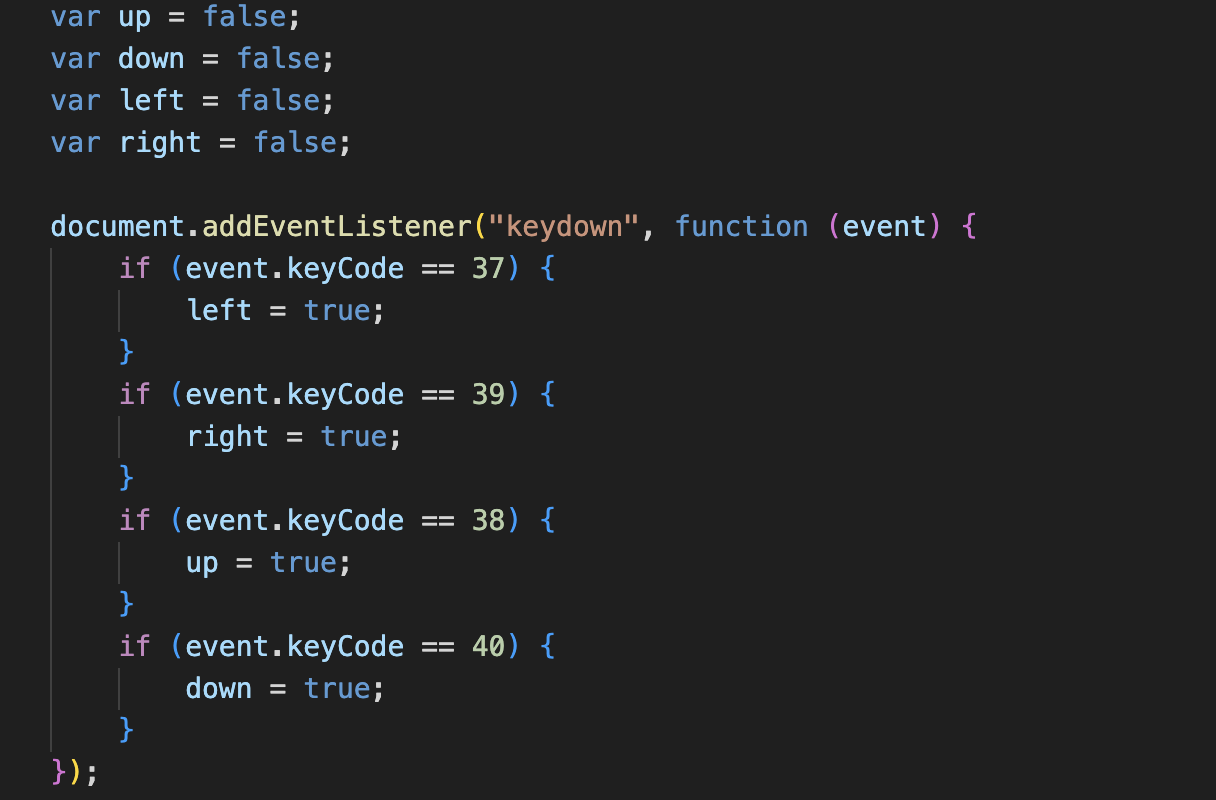 var up = false;
var down = false;
var left = false;
var right = false;

document.addEventListener("keydown", function (event) {
    if (event.keyCode == 37) {
        left = true;
    }
    if (event.keyCode == 39) {
        right = true;
    }
    if (event.keyCode == 38) {
        up = true;
    }
    if (event.keyCode == 40) {
        down = true;
    }
});